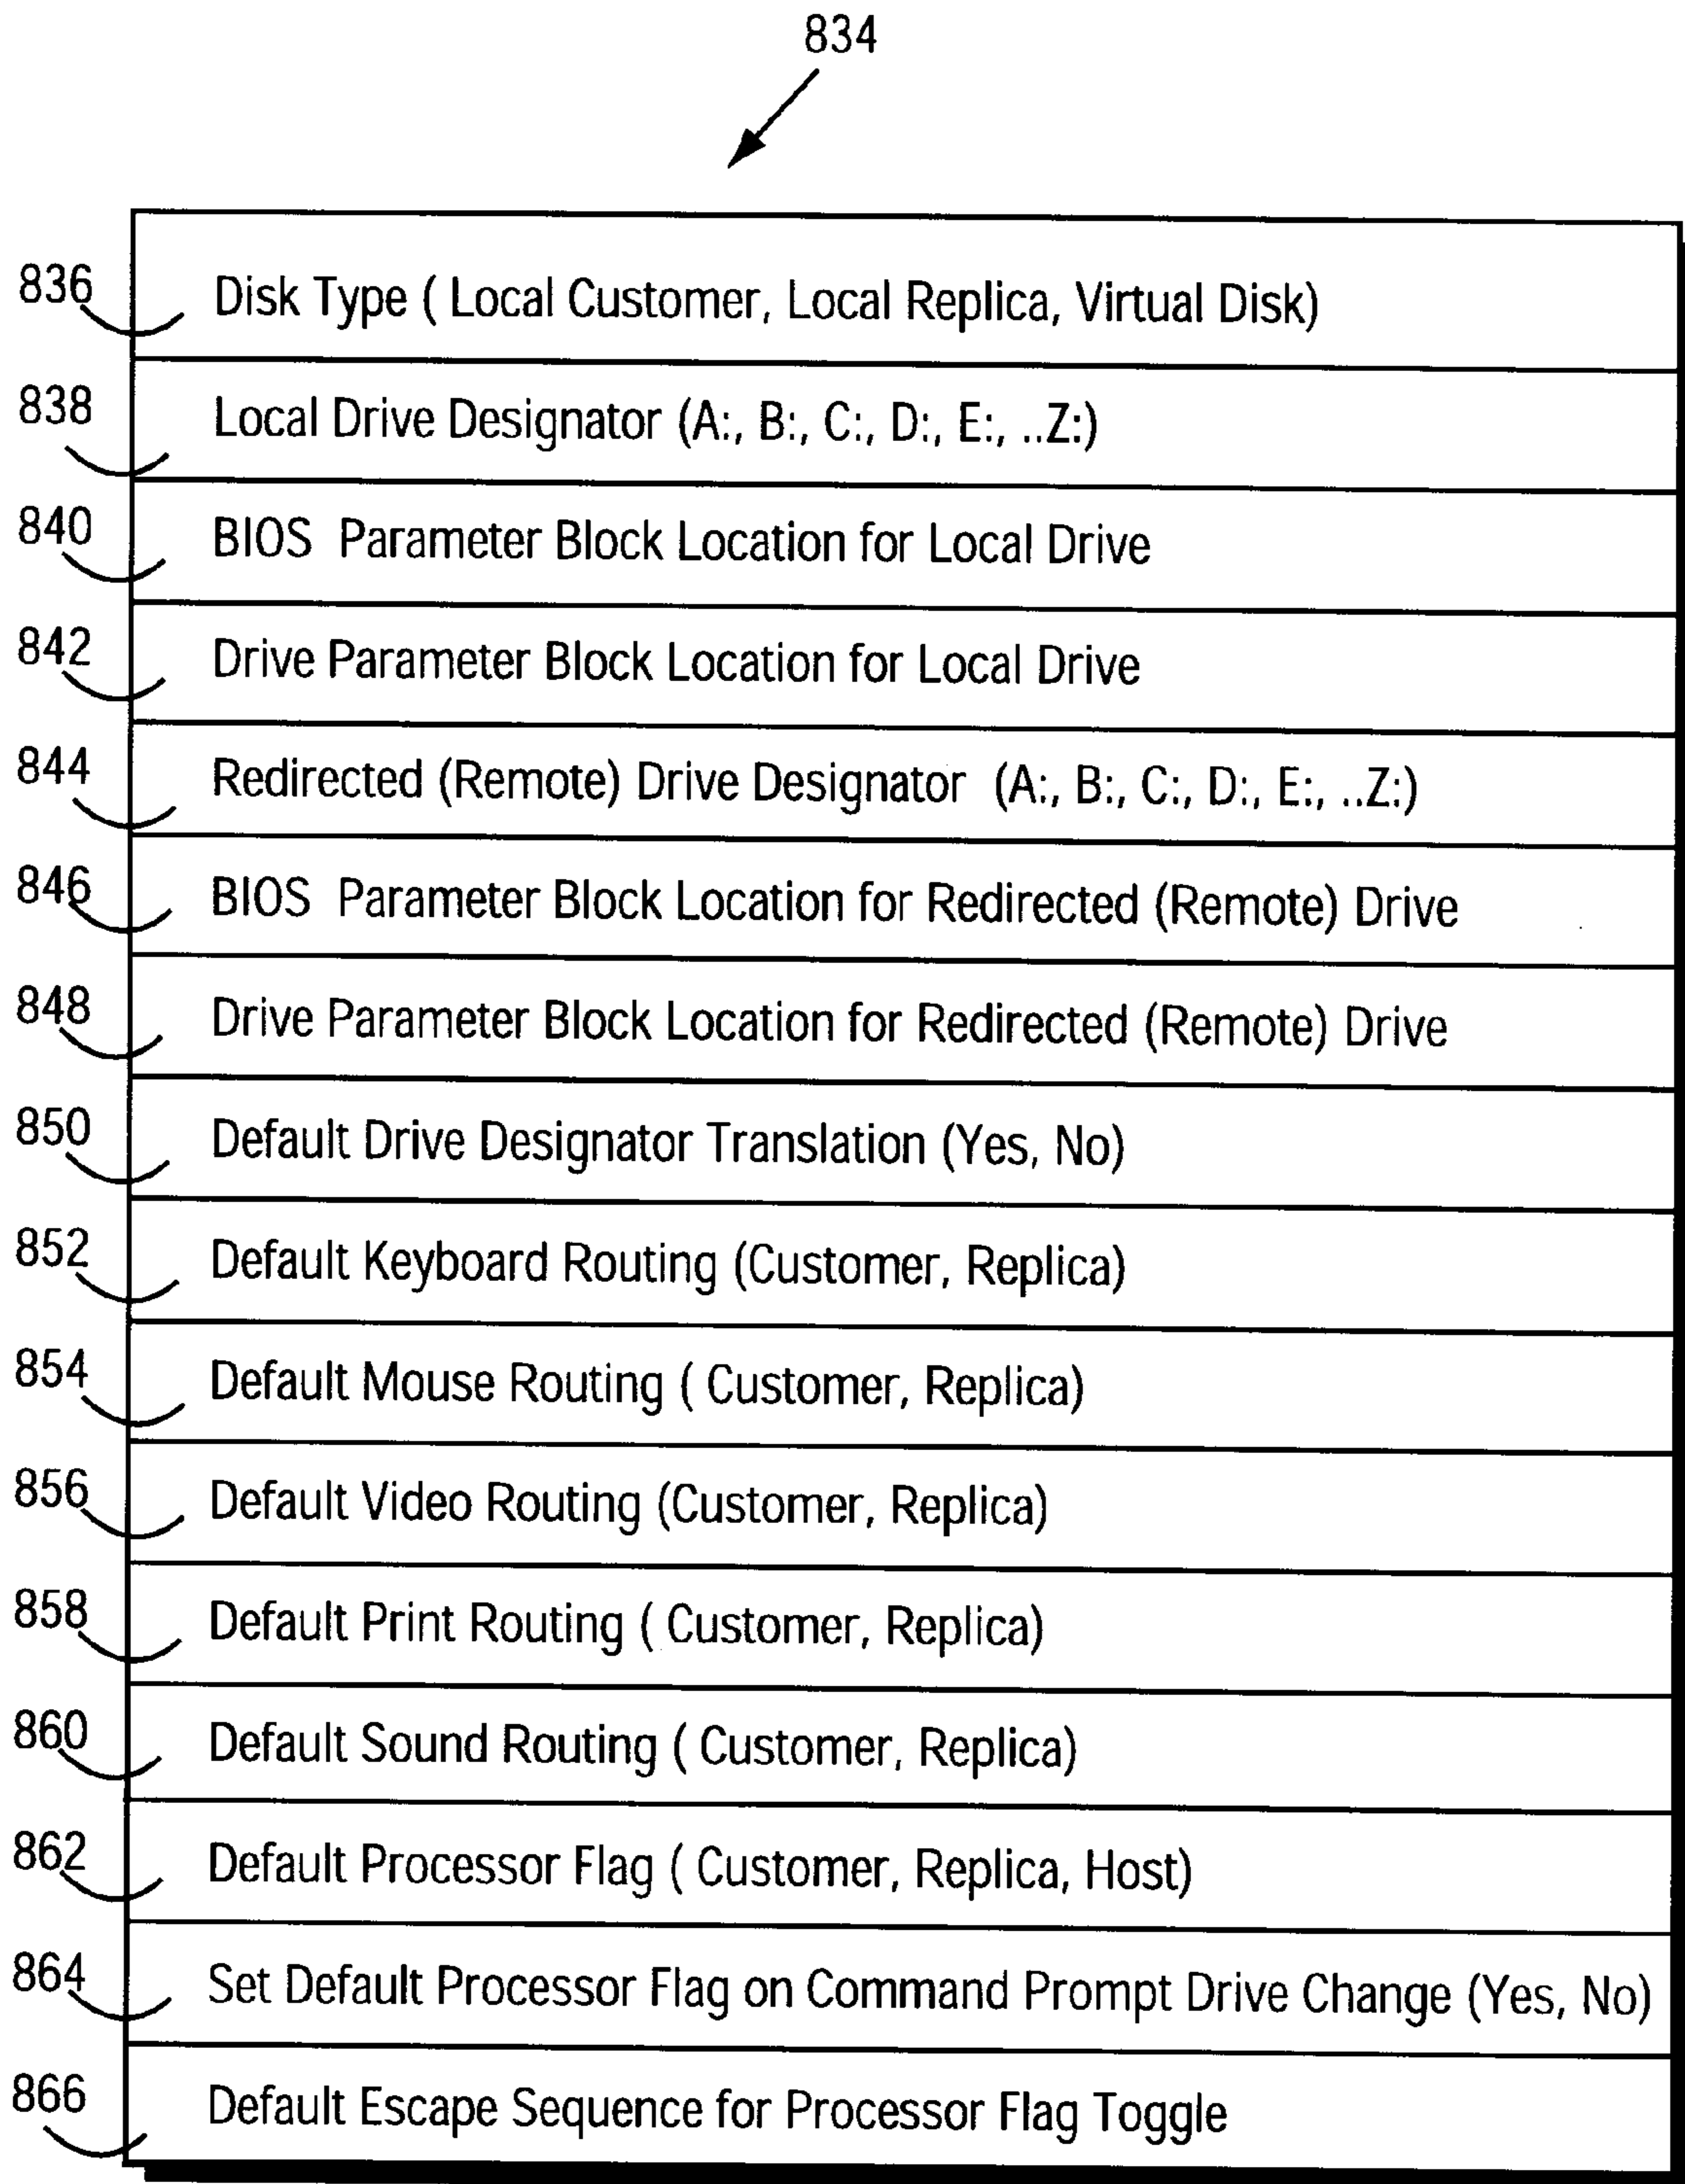 834
836 Disk Type ( Local Customer, Local Replica, Virtual Disk)
838 Local Drive Designator (A:, B:, C:, D:, E:, ..Z:)
840 BIOS Parameter Block Location for Local Drive
842 Drive Parameter Block Location for Local Drive
844 Redirected (Remote) Drive Designator (A:, B:, C:, D:, E:, ..Z:)
846 BIOS Parameter Block Location for Redirected (Remote) Drive
848 Drive Parameter Block Location for Redirected (Remote) Drive
850 Default Drive Designator Translation (Yes, No)
852 Default Keyboard Routing (Customer, Replica)
854 Default Mouse Routing ( Customer, Replica)
856 Default Video Routing (Customer, Replica)
858 Default Print Routing ( Customer, Replica)
860 Default Sound Routing ( Customer, Replica)
862 Default Processor Flag ( Customer, Replica, Host)
864 Set Default Processor Flag on Command Prompt Drive Change (Yes, No)
866 Default Escape Sequence for Processor Flag Toggle